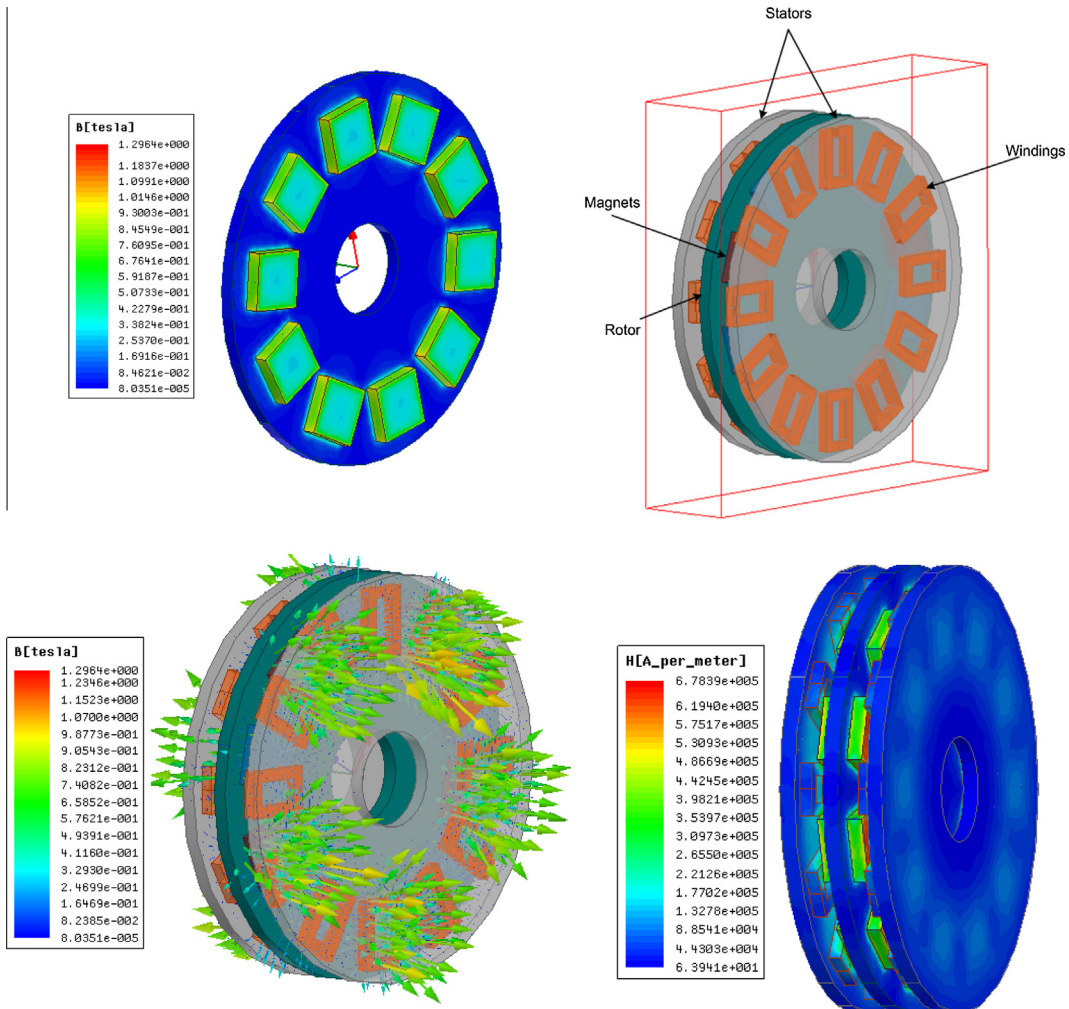 B[tesla]
1.2964e+000
1.1837e+000
1.0991e+000
1.0146e+000
9.3003e-001
8.4549e-001
7.6095e-001
6.7641e-001
5.9187e-001
5.0733e-001
4.2279e-001
3.3824e-001
2.5370e-001
1.6916e-001
8.4621e-002
8.0351e-005
Stators
Windings
Magnets
Rotor
B[tesla]
1.2964e+000
1.2346e+000
1.1523e+000
1.0700e+000
9.8773e-001
9.0543e-001
8.2312e-001
7.4082e-001
6.5852e-001
5.7621e-001
4.9391e-001
4.1160e-001
3.2930e-001
2.4699e-001
1.6469e-001
8.2385e-002
8.0351e-005
H[A_per_meter]
6.7839e+005
6.1940e+005
5.7517e+005
5.3093e+005
4.8669e+005
4.4245e+005
3.9821e+005
3.5397e+005
3.0973e+005
2.6550e+005
2.2126e+005
1.7702e+005
1.3278e+005
8.8541e+004
4.4303e+004
6.3941e+001